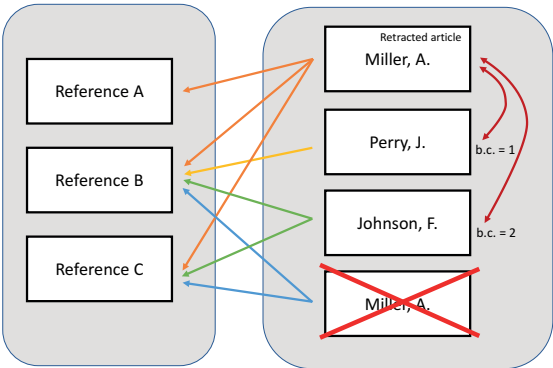 Reference A
Reference B
Reference C
Retracted article
Miller, A.
Perry, J.
b.c. = 1
Johnson, F.
b.c. = 2
Miller, A.